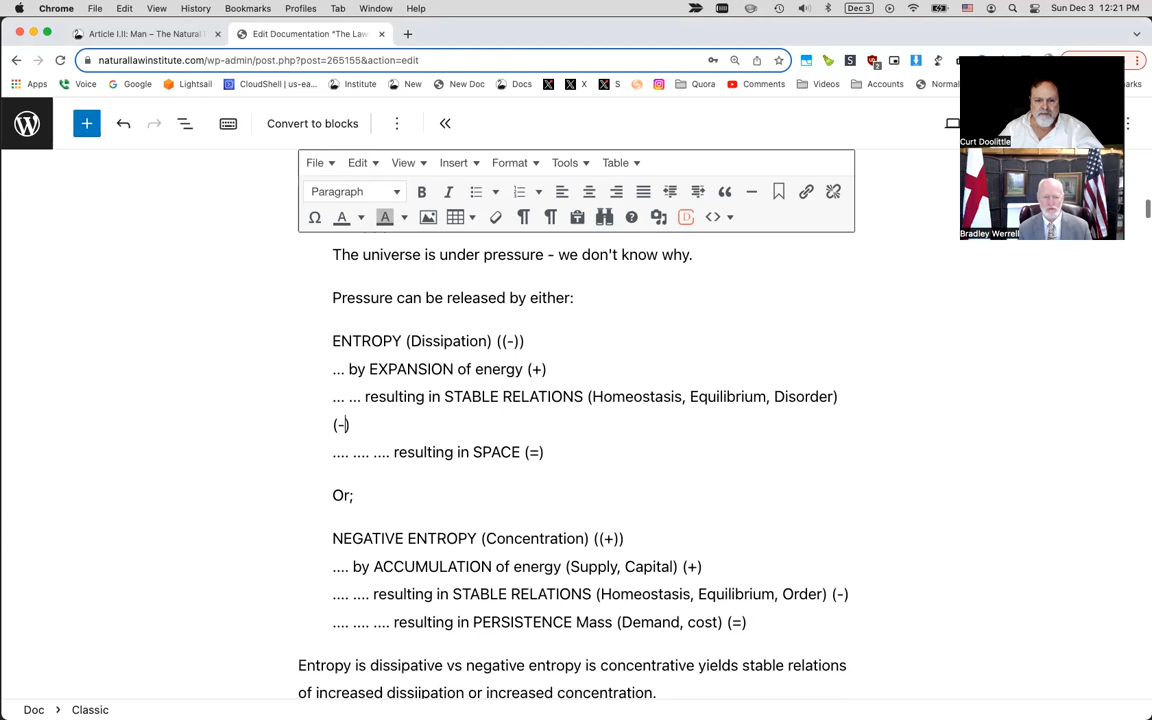 Chrome File Edit View History Bookmarks Profiles Tab Window Help Dec 3 Sun Dec 3 12:21 PM
Article I.II: Man – The Natural Edit Documentation "The Law
naturallawinstitute.com/wp-admin/post.php?post=265155&action=edit
Apps Voice Google Lightsail CloudShell | us-ea... Institute New New Doc Docs X S Quora Comments Videos Accounts Normal
Convert to blocks
Curt Doolittle
Bradley Werrell
File Edit View Insert Format Tools Table
Paragraph
The universe is under pressure - we don't know why.
Pressure can be released by either:
ENTROPY (Dissipation) ((-))
... by EXPANSION of energy (+)
... ... resulting in STABLE RELATIONS (Homeostasis, Equilibrium, Disorder)
(-)
.... .... .... resulting in SPACE (=)
Or;
NEGATIVE ENTROPY (Concentration) ((+))
.... by ACCUMULATION of energy (Supply, Capital) (+)
.... .... resulting in STABLE RELATIONS (Homeostasis, Equilibrium, Order) (-)
.... .... .... resulting in PERSISTENCE Mass (Demand, cost) (=)
Entropy is dissipative vs negative entropy is concentrative yields stable relations
of increased dissiipation or increased concentration.
Doc > Classic